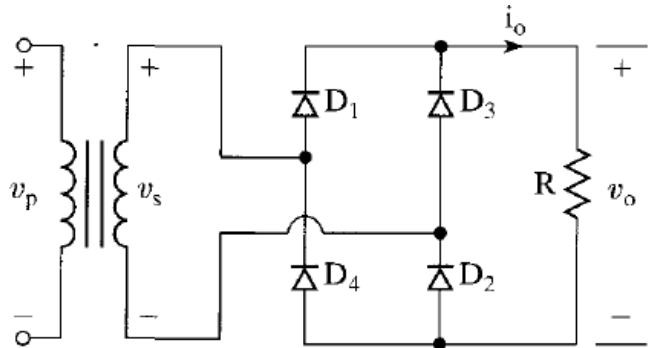 i_o
+ + +
D_1 D_3
v_p v_s R v_o
D_4 D_2
− − −